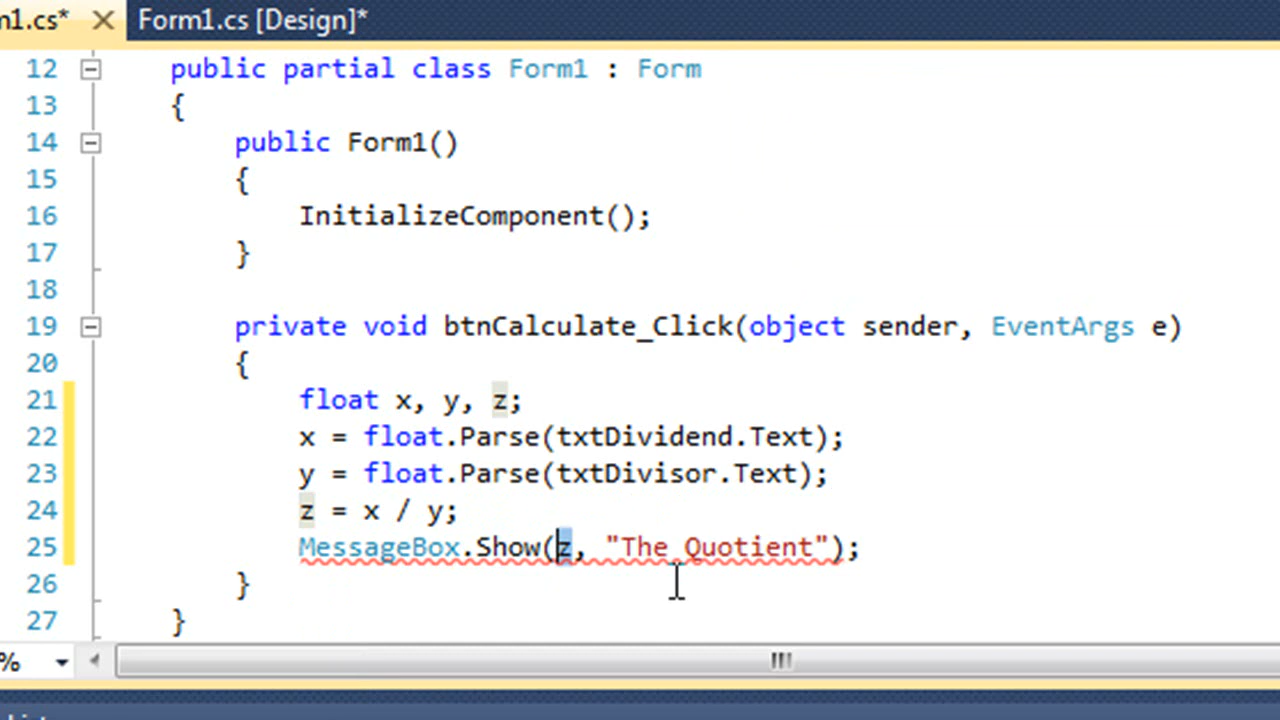 m1.cs* Form1.cs [Design]*
12 public partial class Form1 : Form
13 {
14 public Form1()
15 {
16 InitializeComponent();
17 }
18
19 private void btnCalculate_Click(object sender, EventArgs e)
20 {
21 float x, y, z;
22 x = float.Parse(txtDividend.Text);
23 y = float.Parse(txtDivisor.Text);
24 z = x / y;
25 MessageBox.Show(z, "The Quotient");
26 }
27 }
%